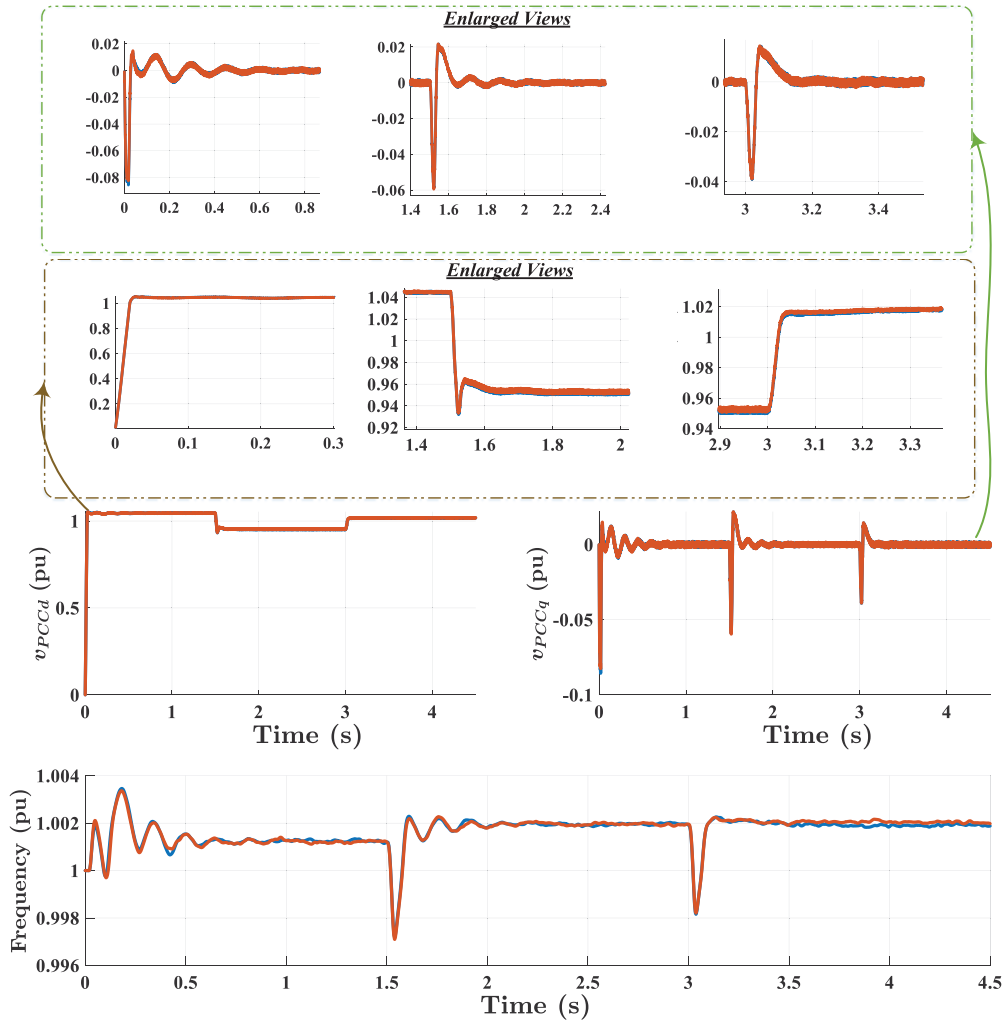 Enlarged Views
0.02
0
-0.02
-0.04
-0.06
-0.08
0 0.2 0.4 0.6 0.8
0.02
0
-0.02
-0.04
-0.06
1.4 1.6 1.8 2 2.2 2.4
0
-0.02
-0.04
3 3.2 3.4
Enlarged Views
1
0.8
0.6
0.4
0.2
0 0.1 0.2 0.3
1.04
1.02
1
0.98
0.96
0.94
0.92
1.4 1.6 1.8 2
1.02
1
0.98
0.96
0.94
2.9 3 3.1 3.2 3.3
vPCCd (pu)
1
0.5
0
0 1 2 3 4
Time (s)
vPCCq (pu)
0
-0.05
-0.1
0 1 2 3 4
Time (s)
Frequency (pu)
1.004
1.002
1
0.998
0.996
0 0.5 1 1.5 2 2.5 3 3.5 4 4.5
Time (s)